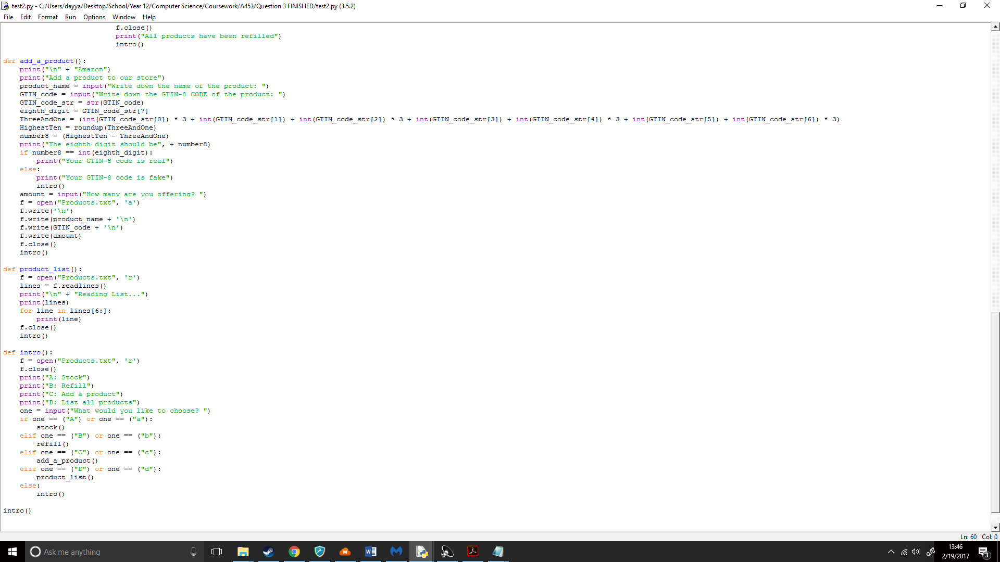 test2.py - C:/Users/dayya/Desktop/School/Year 12/Computer Science/Coursework/A453/Question 3 FINISHED/test2.py (3.5.2)
File Edit Format Run Options Window Help
                           f.close()
                           print("All products have been refilled")
                           intro()

def add_a_product():
    print("\n" + "Amazon")
    print("Add a product to our store")
    product_name = input("Write down the name of the product: ")
    GTIN_code = input("Write down the GTIN-8 CODE of the product: ")
    GTIN_code_str = str(GTIN_code)
    eighth_digit = GTIN_code_str[7]
    ThreeAndOne = (int(GTIN_code_str[0]) * 3 + int(GTIN_code_str[1]) + int(GTIN_code_str[2]) * 3 + int(GTIN_code_str[3]) + int(GTIN_code_str[4]) * 3 + int(GTIN_code_str[5]) + int(GTIN_code_str[6]) * 3)
    HighestTen = roundup(ThreeAndOne)
    number8 = (HighestTen - ThreeAndOne)
    print("The eighth digit should be", + number8)
    if number8 == int(eighth_digit):
        print("Your GTIN-8 code is real")
    else:
        print("Your GTIN-8 code is fake")
        intro()
    amount = input("How many are you offering? ")
    f = open("Products.txt", 'a')
    f.write('\n')
    f.write(product_name + '\n')
    f.write(GTIN_code + '\n')
    f.write(amount)
    f.close()
    intro()

def product_list():
    f = open("Products.txt", 'r')
    lines = f.readlines()
    print("\n" + "Reading List...")
    print(lines)
    for line in lines[6:]:
        print(line)
    f.close()
    intro()

def intro():
    f = open("Products.txt", 'r')
    f.close()
    print("A: Stock")
    print("B: Refill")
    print("C: Add a product")
    print("D: List all products")
    one = input("What would you like to choose? ")
    if one == ("A") or one == ("a"):
        stock()
    elif one == ("B") or one == ("b"):
        refill()
    elif one == ("C") or one == ("c"):
        add_a_product()
    elif one == ("D") or one == ("d"):
        product_list()
    else:
        intro()

intro()
Ln: 60 Col: 0
Ask me anything
13:46
2/19/2017
3